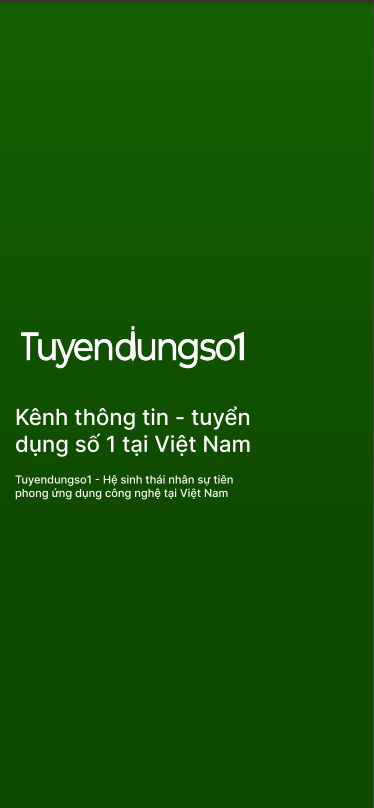 Tuyendungso1
Kênh thông tin - tuyển
dụng số 1 tại Việt Nam
Tuyendungso1 - Hệ sinh thái nhân sự tiên
phong ứng dụng công nghệ tại Việt Nam